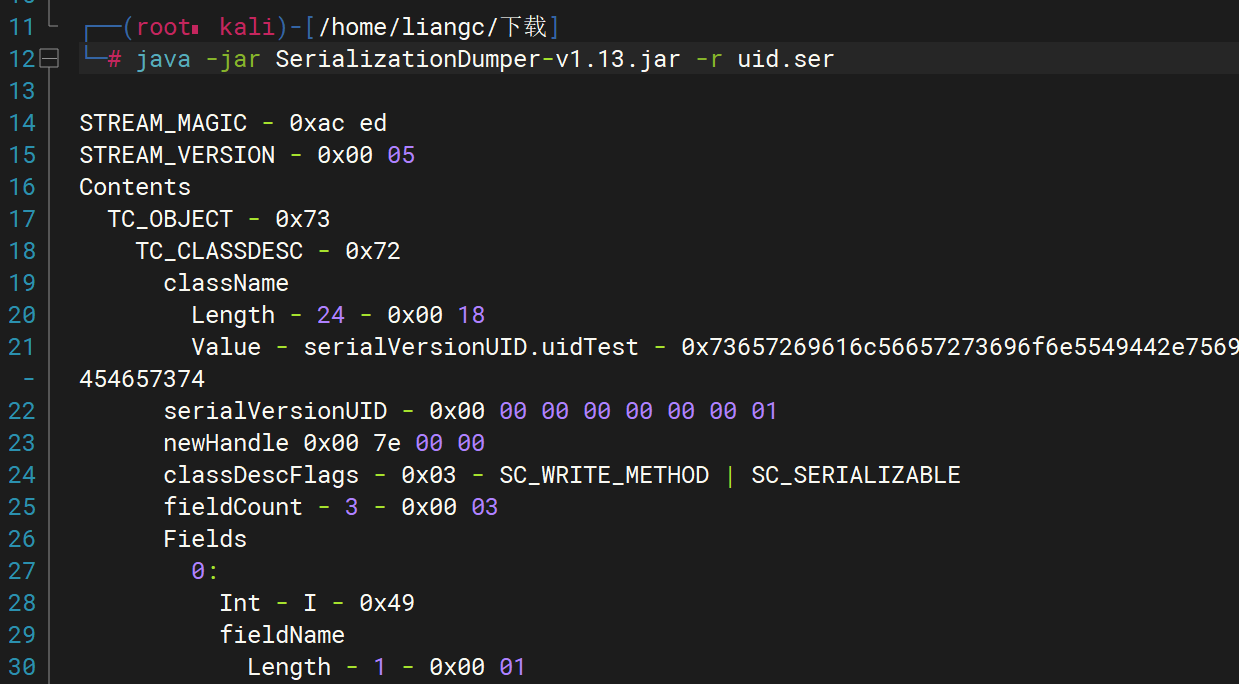 11 ┌──(root▪ kali)-[/home/liangc/下载]
12 └─# java -jar SerializationDumper-v1.13.jar -r uid.ser
13
14 STREAM_MAGIC - 0xac ed
15 STREAM_VERSION - 0x00 05
16 Contents
17 TC_OBJECT - 0x73
18 TC_CLASSDESC - 0x72
19 className
20 Length - 24 - 0x00 18
21 Value - serialVersionUID.uidTest - 0x73657269616c56657273696f6e5549442e7569
- 454657374
22 serialVersionUID - 0x00 00 00 00 00 00 00 01
23 newHandle 0x00 7e 00 00
24 classDescFlags - 0x03 - SC_WRITE_METHOD | SC_SERIALIZABLE
25 fieldCount - 3 - 0x00 03
26 Fields
27 0:
28 Int - I - 0x49
29 fieldName
30 Length - 1 - 0x00 01